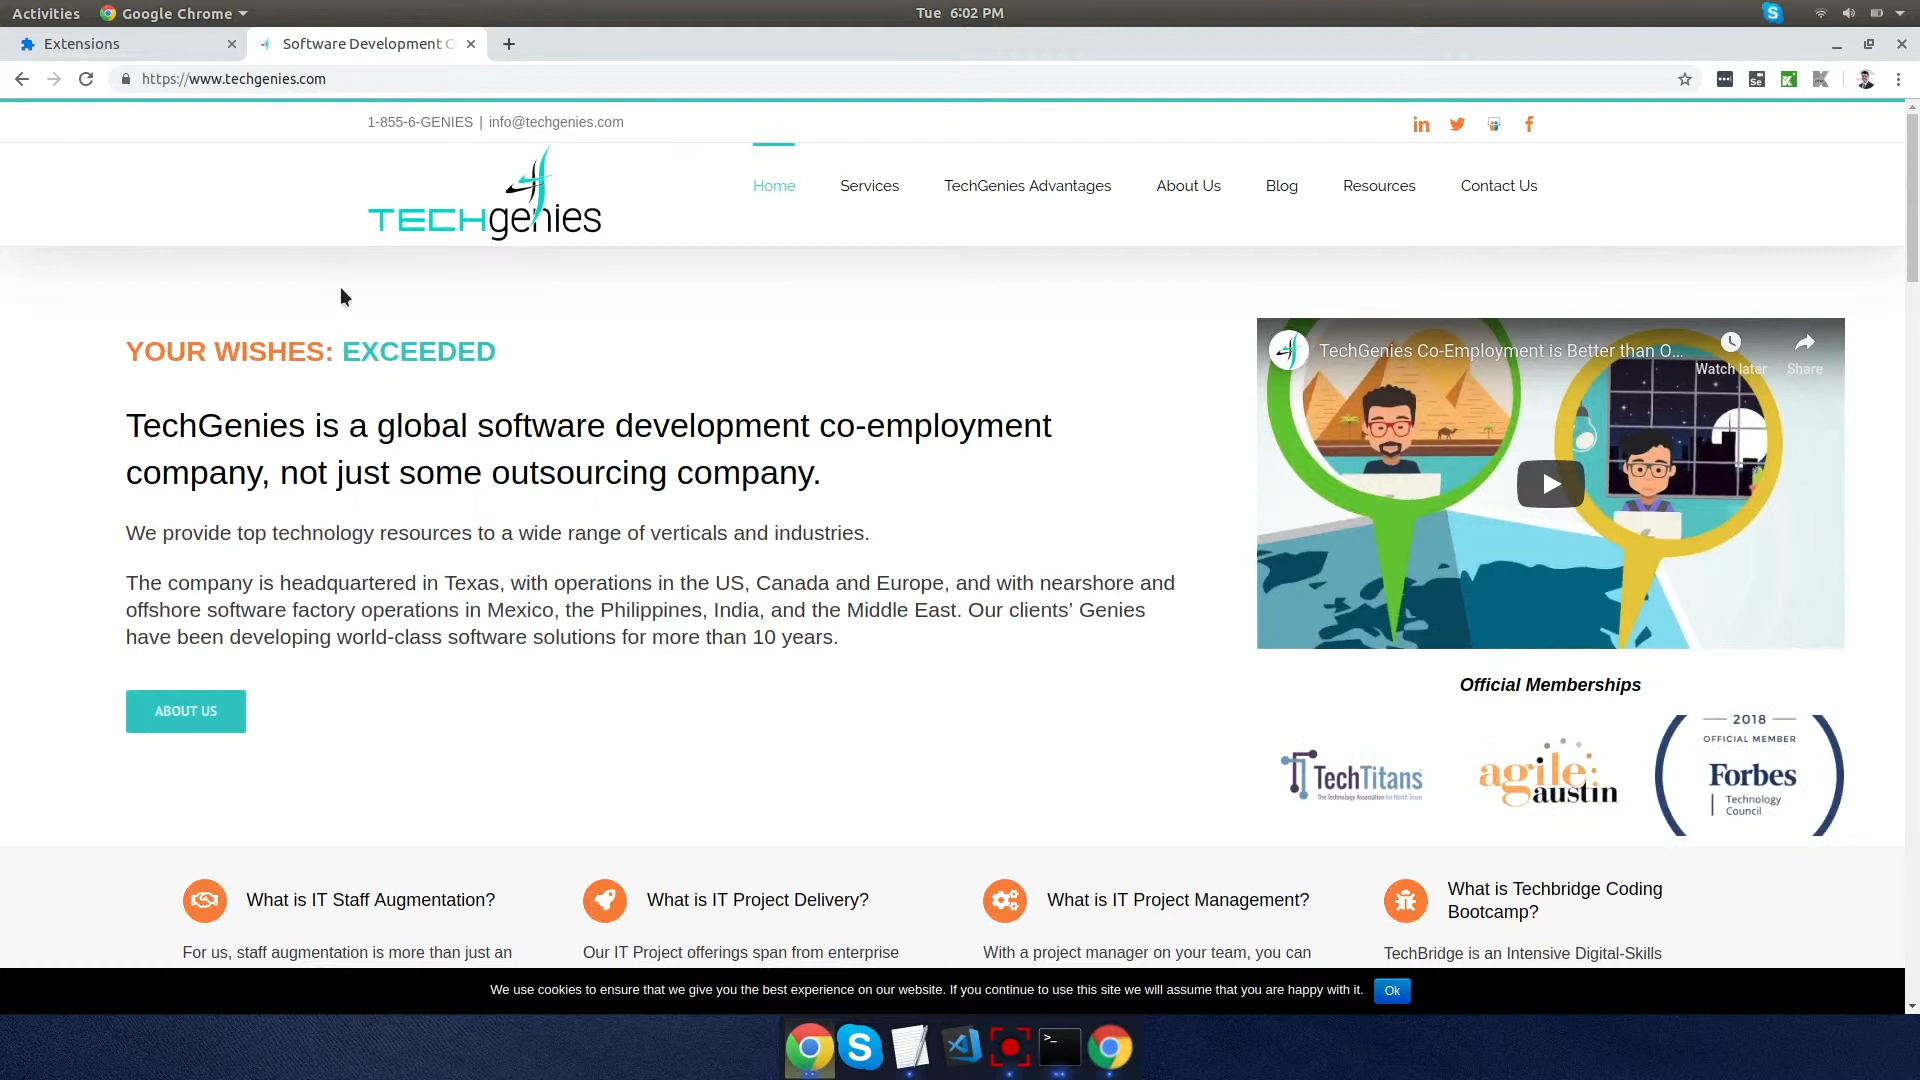 Activities
Google Chrome
Tue 6:02 PM
Extensions
Software Development C
https://www.techgenies.com
1-855-6-GENIES | info@techgenies.com
TECHgenies
Home
Services
TechGenies Advantages
About Us
Blog
Resources
Contact Us
YOUR WISHES: EXCEEDED
TechGenies is a global software development co-employment
company, not just some outsourcing company.
We provide top technology resources to a wide range of verticals and industries.
The company is headquartered in Texas, with operations in the US, Canada and Europe, and with nearshore and
offshore software factory operations in Mexico, the Philippines, India, and the Middle East. Our clients’ Genies
have been developing world-class software solutions for more than 10 years.
ABOUT US
TechGenies Co-Employment is Better than O...
Watch later
Share
Official Memberships
TechTitans
The Technology Association for North Texas
agile:
austin
2018
OFFICIAL MEMBER
Forbes
Technology
Council
What is IT Staff Augmentation?
For us, staff augmentation is more than just an
What is IT Project Delivery?
Our IT Project offerings span from enterprise
What is IT Project Management?
With a project manager on your team, you can
What is Techbridge Coding
Bootcamp?
TechBridge is an Intensive Digital-Skills
We use cookies to ensure that we give you the best experience on our website. If you continue to use this site we will assume that you are happy with it.
Ok